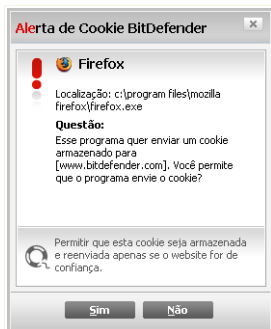 Alerta de Cookie BitDefender
Firefox
Localização: c:\program files\mozilla
firefox\firefox.exe
Questão:
Esse programa quer enviar um cookie
armazenado para
[www.bitdefender.com]. Você permite
que o programa envie o cookie?
Permitir que esta cookie seja armazenada
e reenviada apenas se o website for de
confiança.
Sim
Não